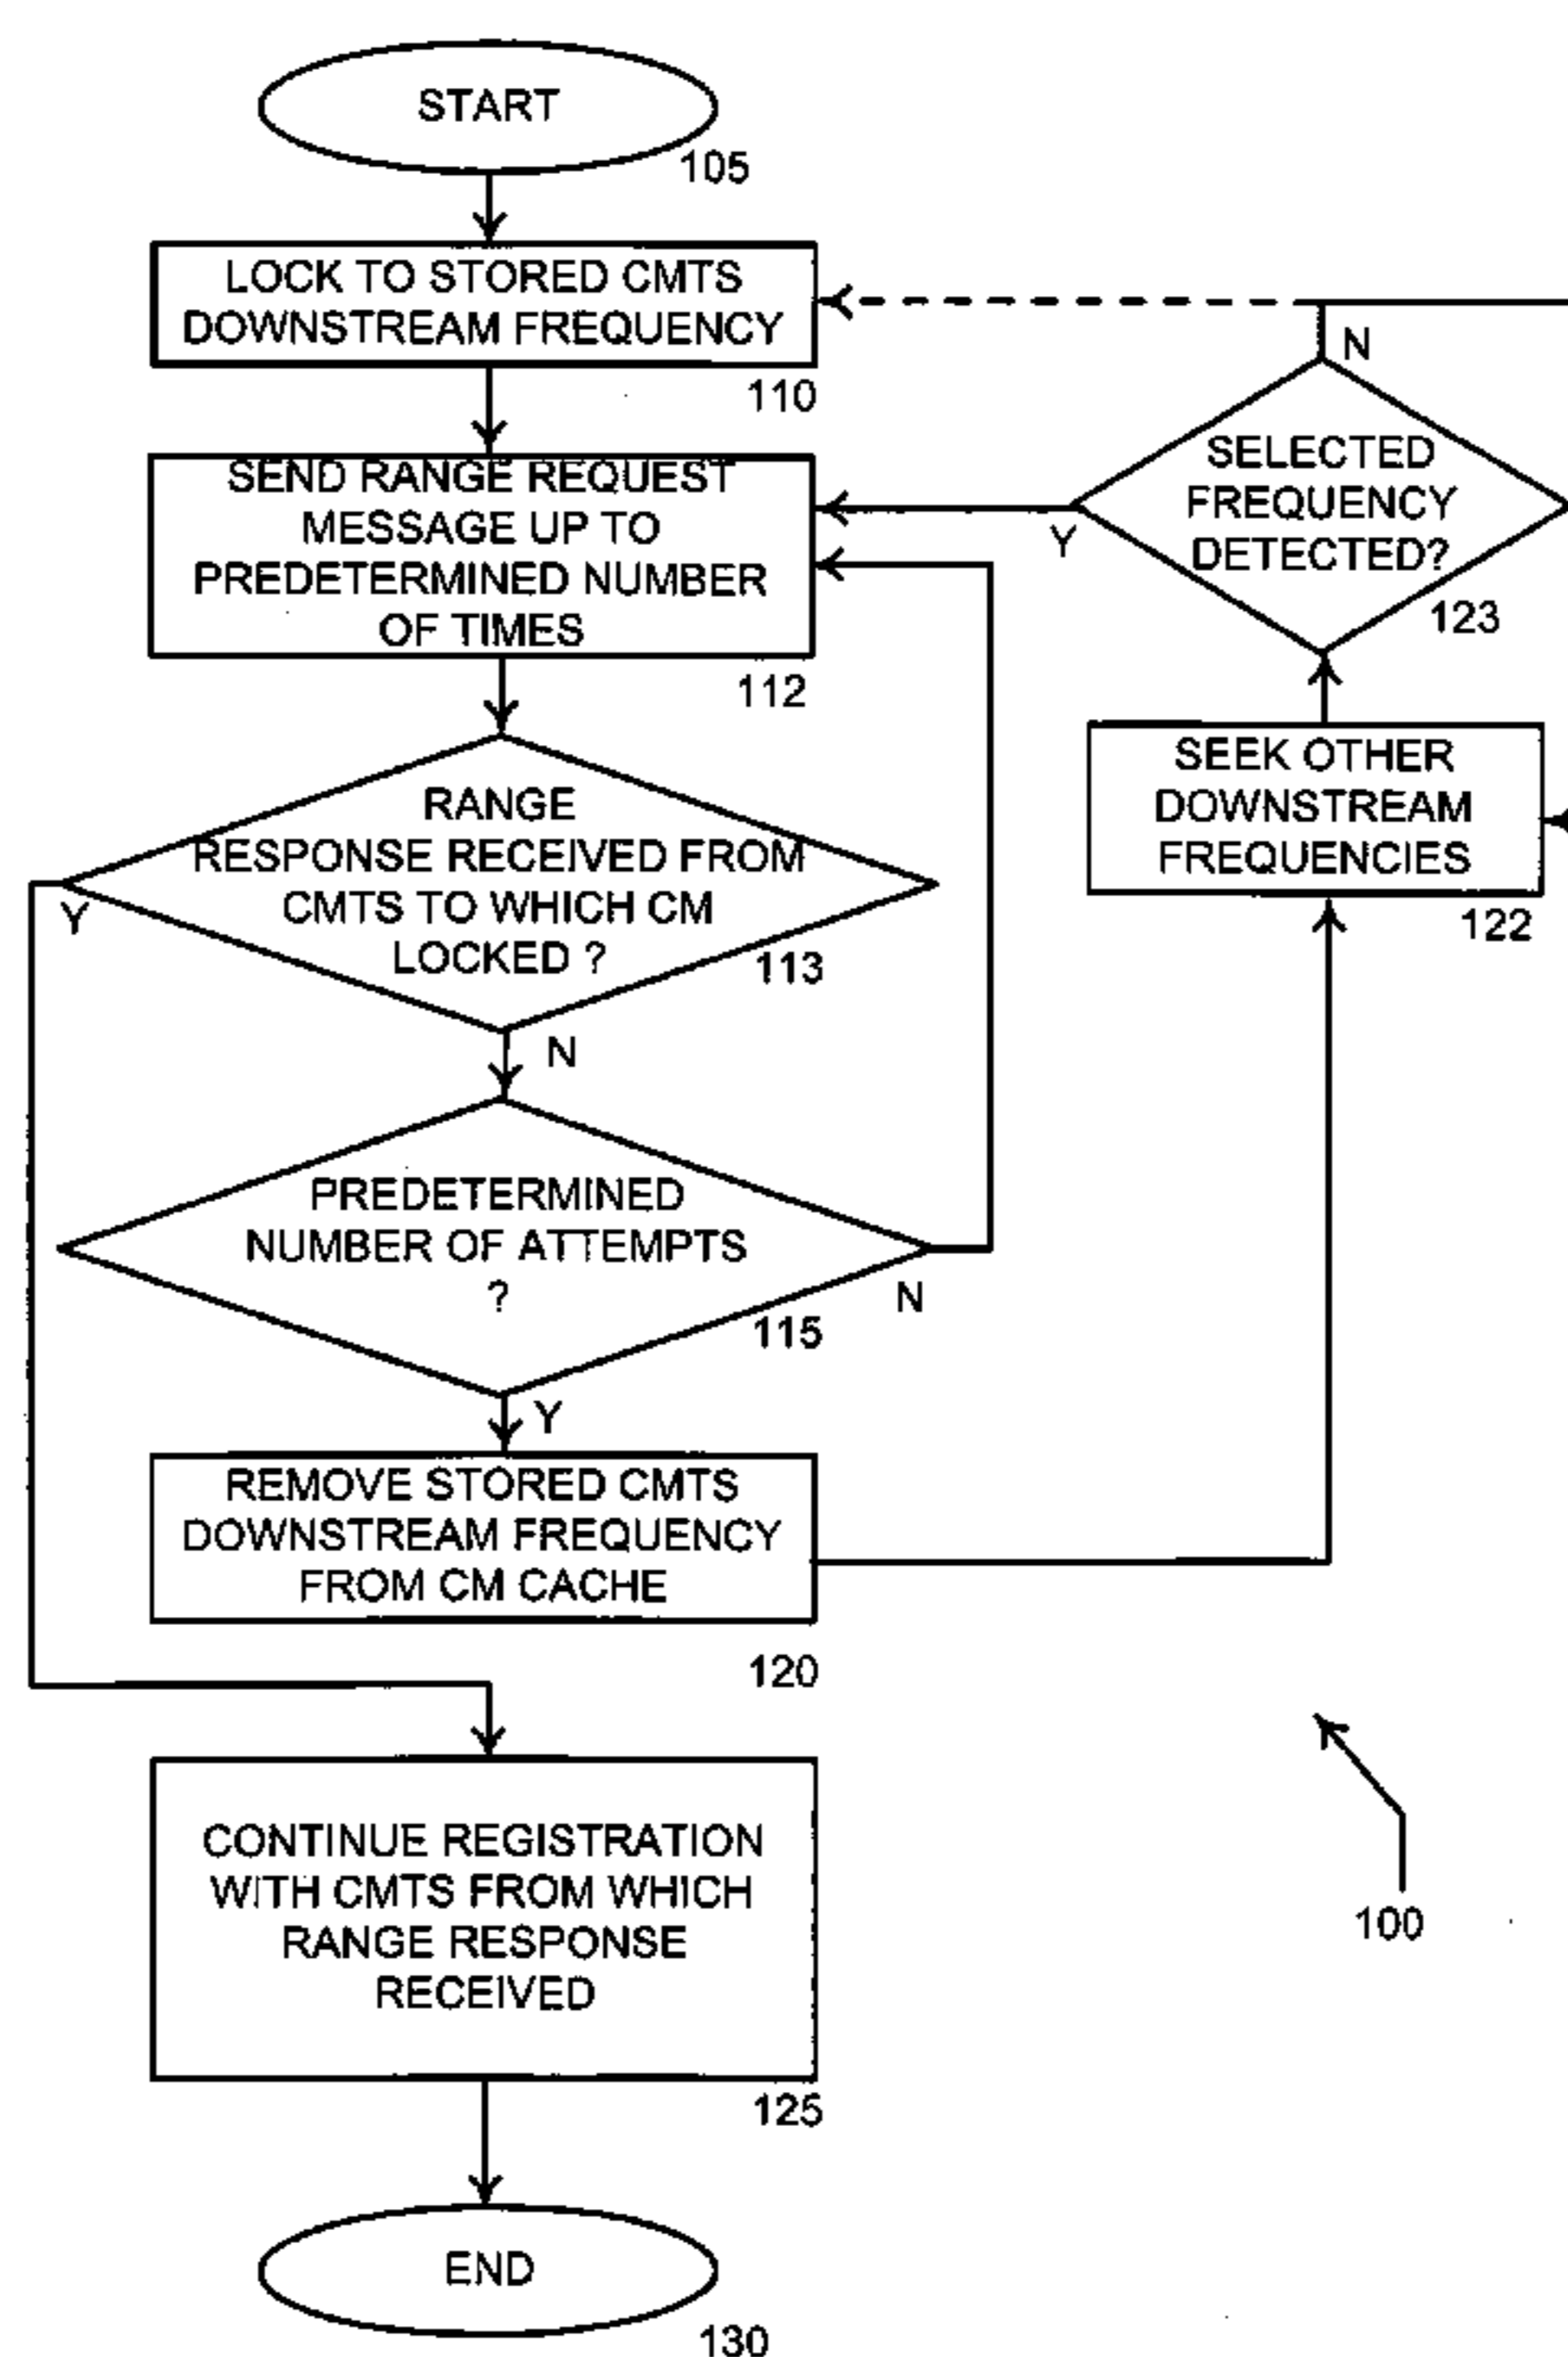 START
105
LOCK TO STORED CMTS
DOWNSTREAM FREQUENCY
110
SEND RANGE REQUEST
MESSAGE UP TO
PREDETERMINED NUMBER
OF TIMES
112
RANGE
RESPONSE RECEIVED FROM
CMTS TO WHICH CM
LOCKED ?
113
Y
N
PREDETERMINED
NUMBER OF ATTEMPTS
?
115
N
Y
REMOVE STORED CMTS
DOWNSTREAM FREQUENCY
FROM CM CACHE
120
SEEK OTHER
DOWNSTREAM
FREQUENCIES
122
SELECTED
FREQUENCY
DETECTED?
123
N
Y
CONTINUE REGISTRATION
WITH CMTS FROM WHICH
RANGE RESPONSE
RECEIVED
125
END
130
100